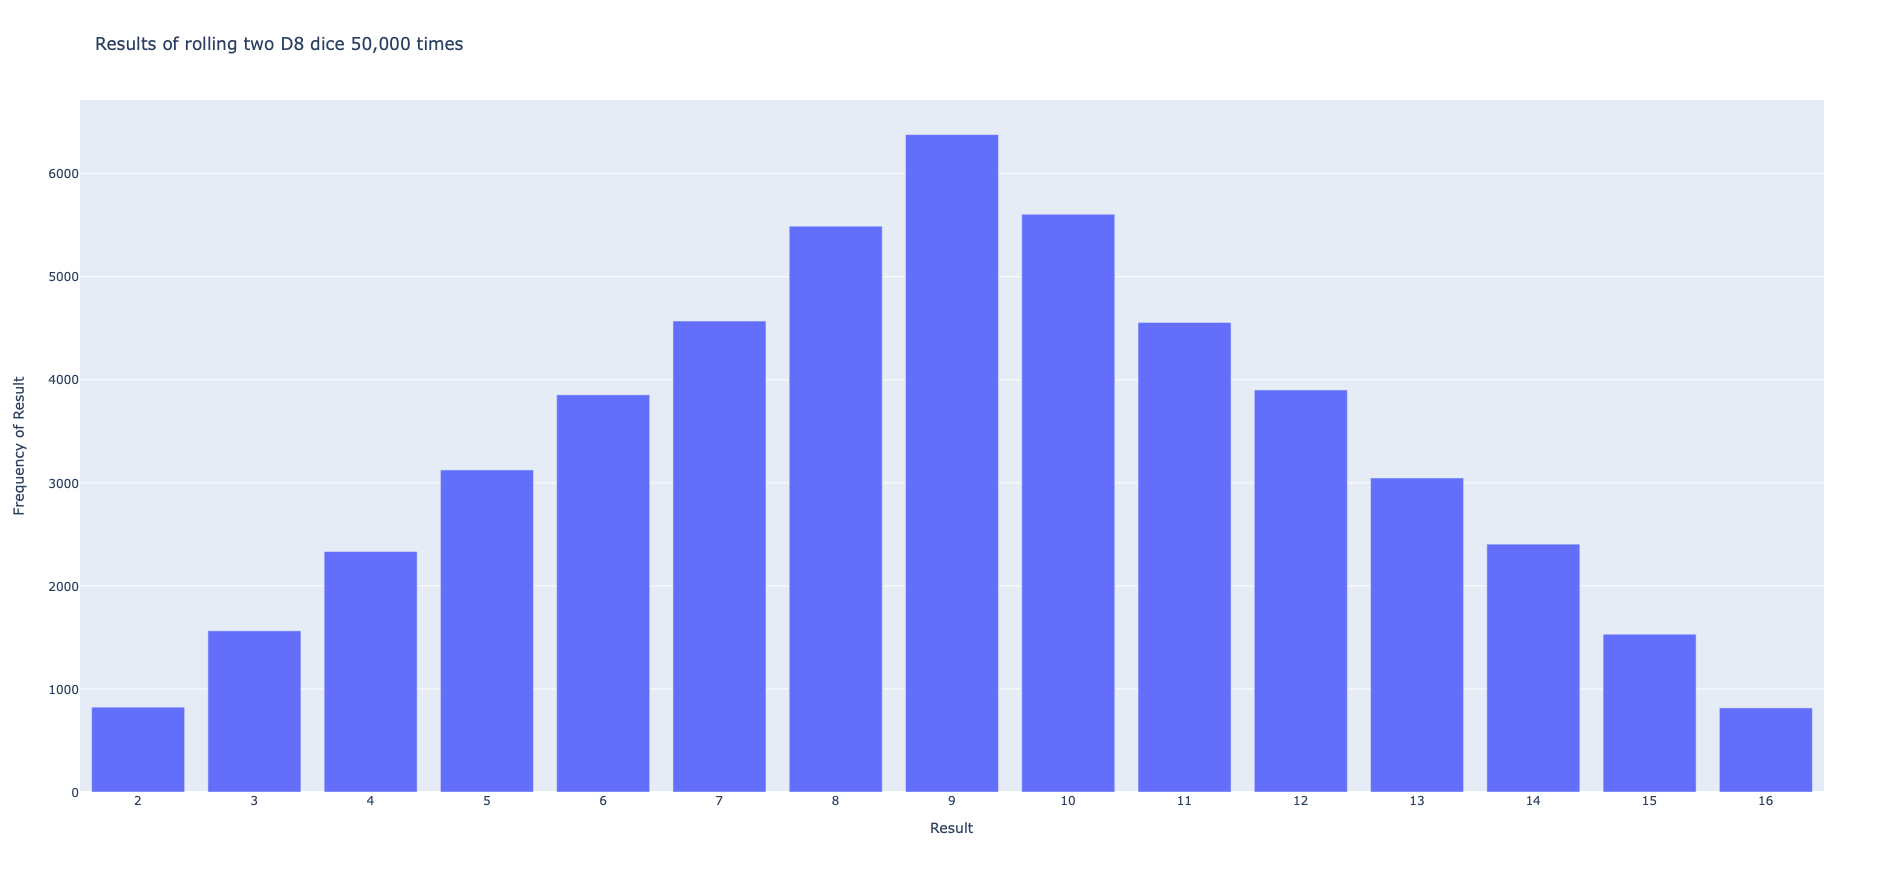 Results of rolling two D8 dice 50,000 times
Frequency of Result
6000
5000
4000
3000
2000
1000
0
2 3 4 5 6 7 8 9 10 11 12 13 14 15 16
Result